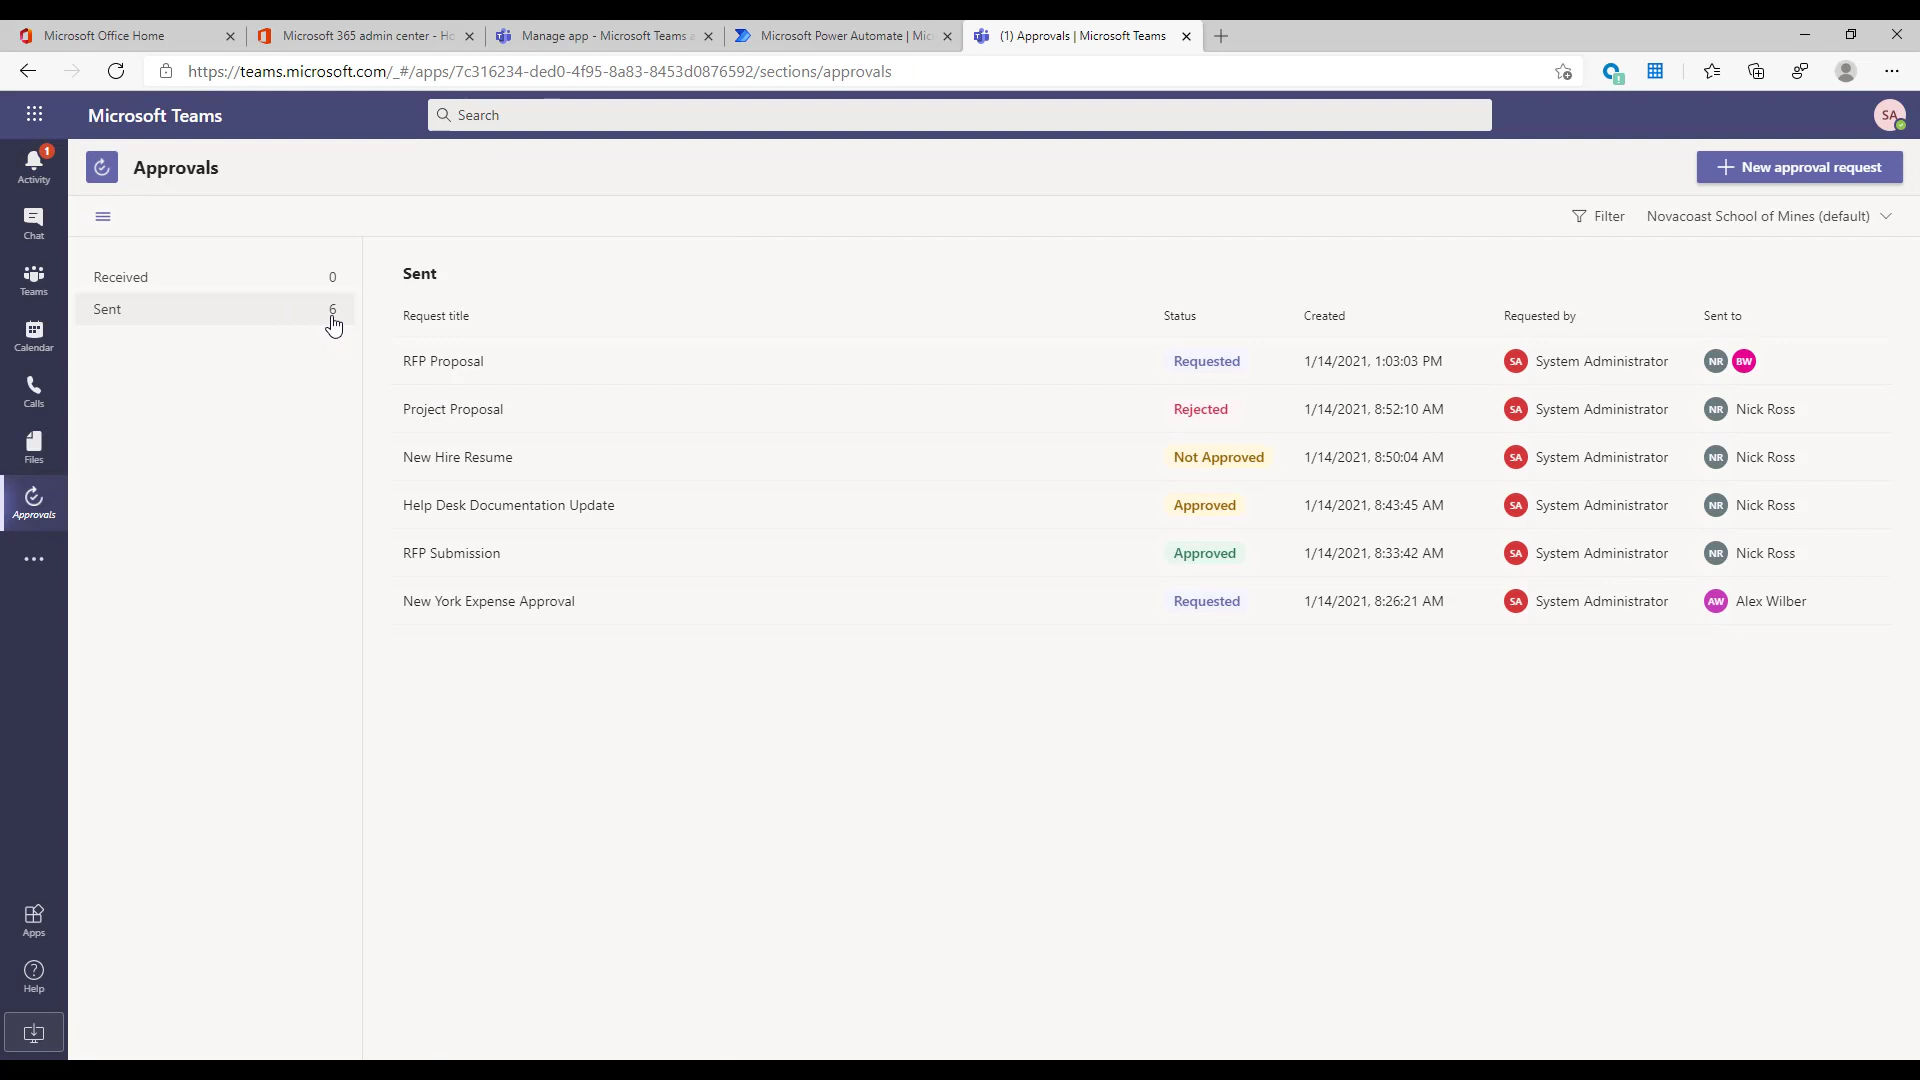 Microsoft Office Home
Microsoft 365 admin center - Ho
Manage app - Microsoft Teams a
Microsoft Power Automate | Mic
(1) Approvals | Microsoft Teams
https://teams.microsoft.com/_#/apps/7c316234-ded0-4f95-8a83-8453d0876592/sections/approvals
Microsoft Teams
Search
SA
1
Activity
Chat
Teams
Calendar
Calls
Files
Approvals
Apps
Help
Approvals
New approval request
Filter
Novacoast School of Mines (default)
Received 0
Sent 6
Sent
Request title Status Created Requested by Sent to
RFP Proposal Requested 1/14/2021, 1:03:03 PM SA System Administrator NR BW
Project Proposal Rejected 1/14/2021, 8:52:10 AM SA System Administrator NR Nick Ross
New Hire Resume Not Approved 1/14/2021, 8:50:04 AM SA System Administrator NR Nick Ross
Help Desk Documentation Update Approved 1/14/2021, 8:43:45 AM SA System Administrator NR Nick Ross
RFP Submission Approved 1/14/2021, 8:33:42 AM SA System Administrator NR Nick Ross
New York Expense Approval Requested 1/14/2021, 8:26:21 AM SA System Administrator AW Alex Wilber